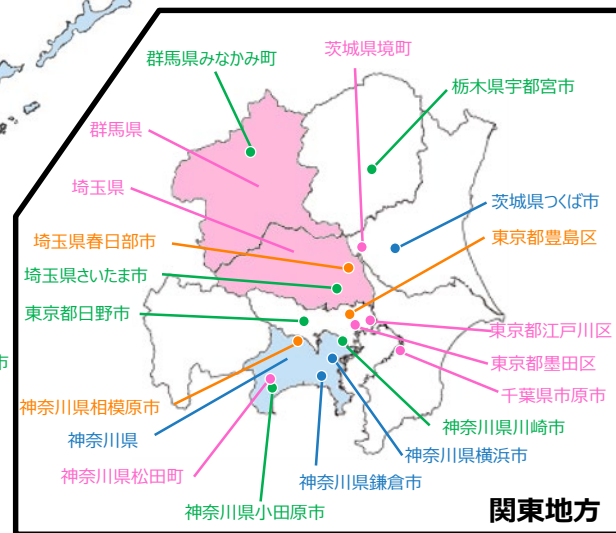 群馬県みなかみ町
茨城県境町
栃木県宇都宮市
群馬県
埼玉県
茨城県つくば市
埼玉県春日部市
東京都豊島区
埼玉県さいたま市
東京都日野市
東京都江戸川区
市
東京都墨田区
千葉県市原市
神奈川県相模原市
神奈川県川崎市
神奈川県
神奈川県横浜市
神奈川県松田町
神奈川県鎌倉市
神奈川県小田原市
関東地方